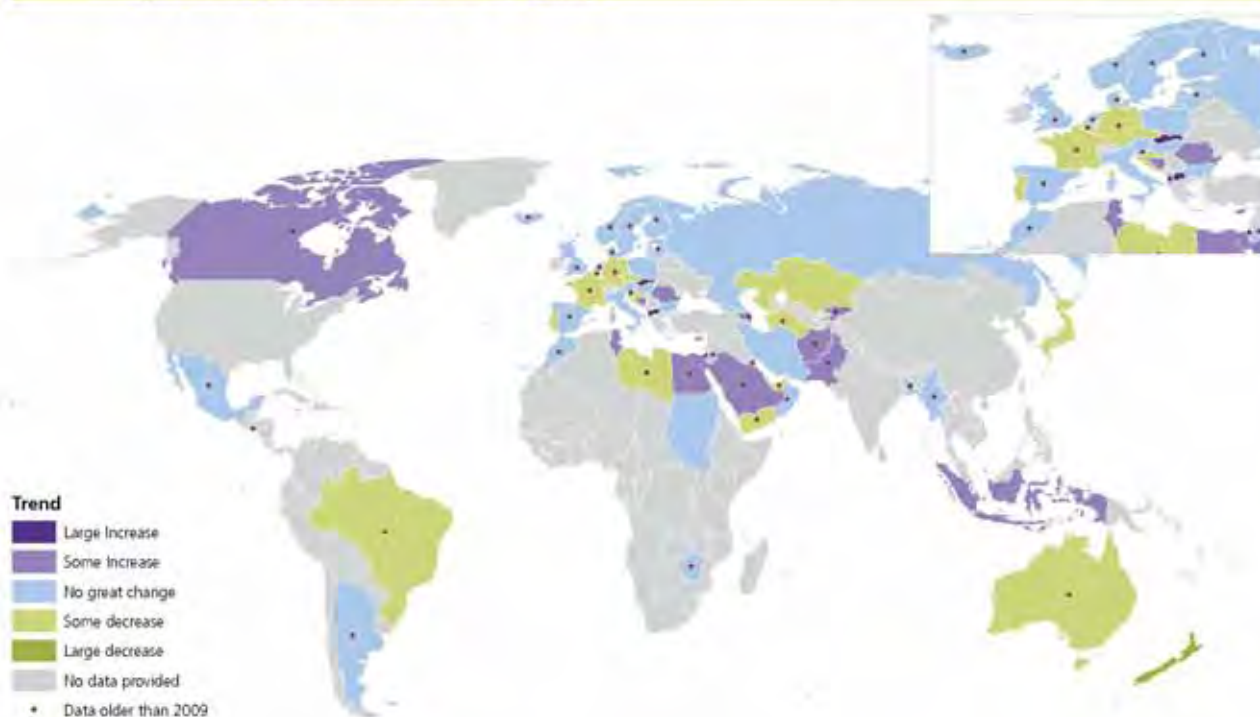 Trend
Large Increase
Some Increase
No great change
Some decrease
Large decrease
No data provided
Data older than 2009